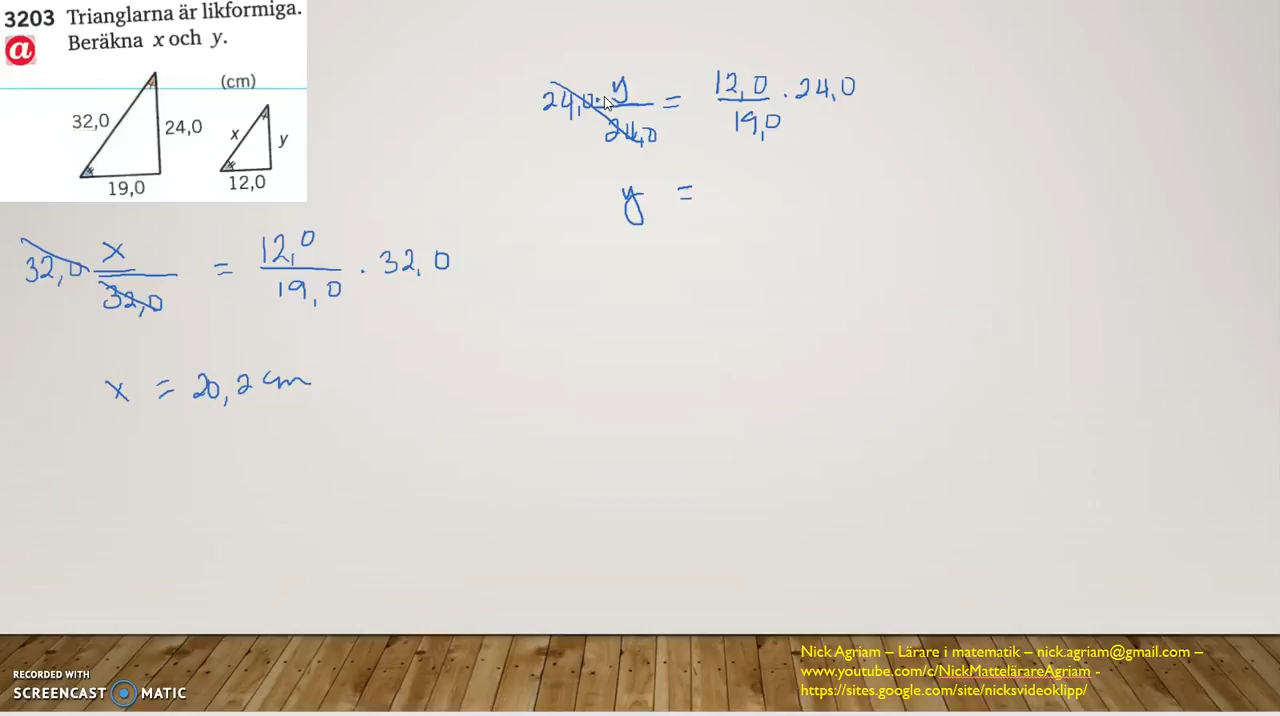 3203 Trianglarna är likformiga.
a Beräkna x och y.
(cm)
32,0 24,0 x y
19,0 12,0
24,0 · y / 24,0 = 12,0 / 19,0 · 24,0
y =
32,0 x / 32,0 = 12,0 / 19,0 · 32,0
x = 20,2 cm
Nick Agriam – Lärare i matematik – nick.agriam@gmail.com –
www.youtube.com/c/NickMattelärareAgriam -
https://sites.google.com/site/nicksvideoklipp/
RECORDED WITH
SCREENCAST MATIC